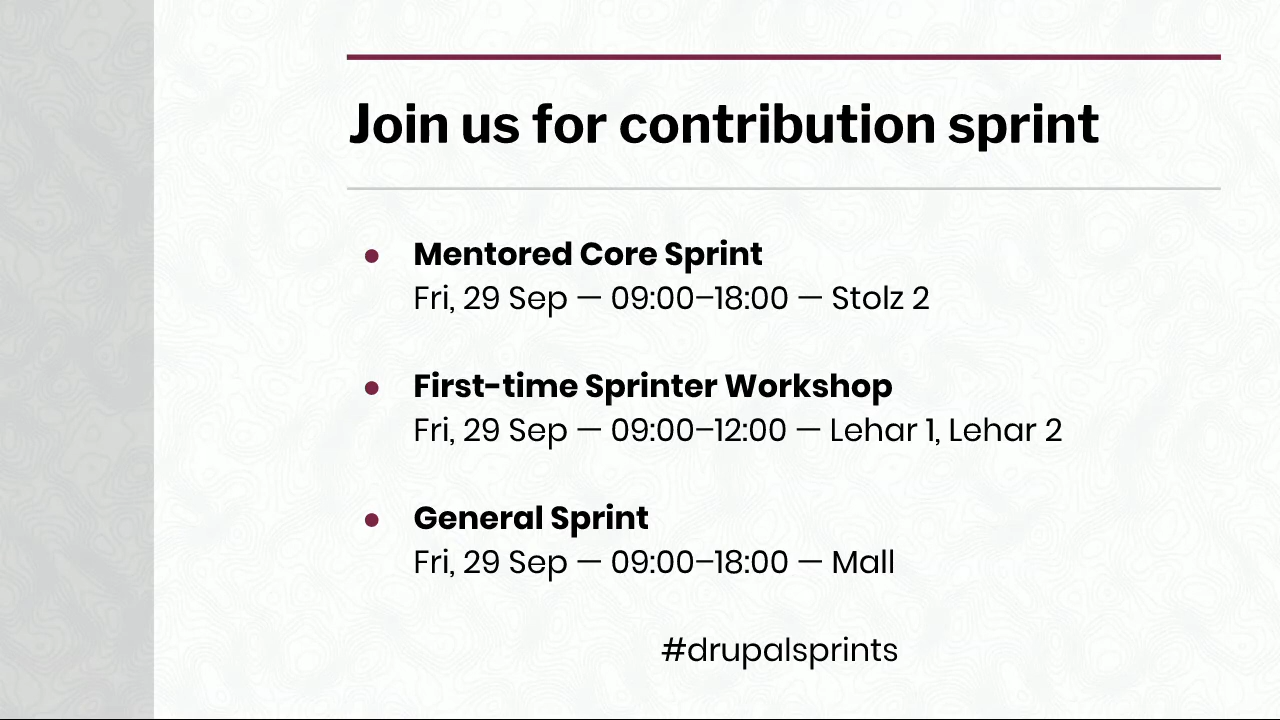 Join us for contribution sprint
● Mentored Core Sprint
Fri, 29 Sep — 09:00–18:00 — Stolz 2
● First-time Sprinter Workshop
Fri, 29 Sep — 09:00–12:00 — Lehar 1, Lehar 2
● General Sprint
Fri, 29 Sep — 09:00–18:00 — Mall
#drupalsprints